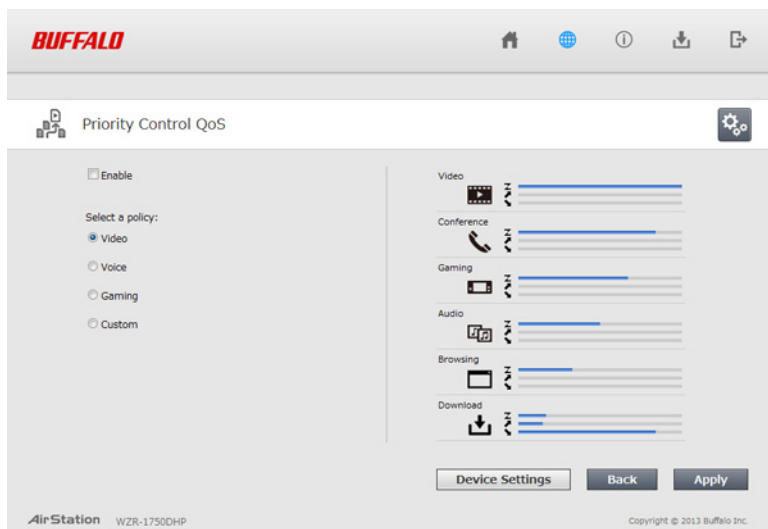 BUFFALO
Priority Control QoS
Enable
Select a policy:
Video
Voice
Gaming
Custom
Video
Conference
Gaming
Audio
Browsing
Download
Device Settings
Back
Apply
AirStation WZR-1750DHP
Copyright © 2013 Buffalo Inc.